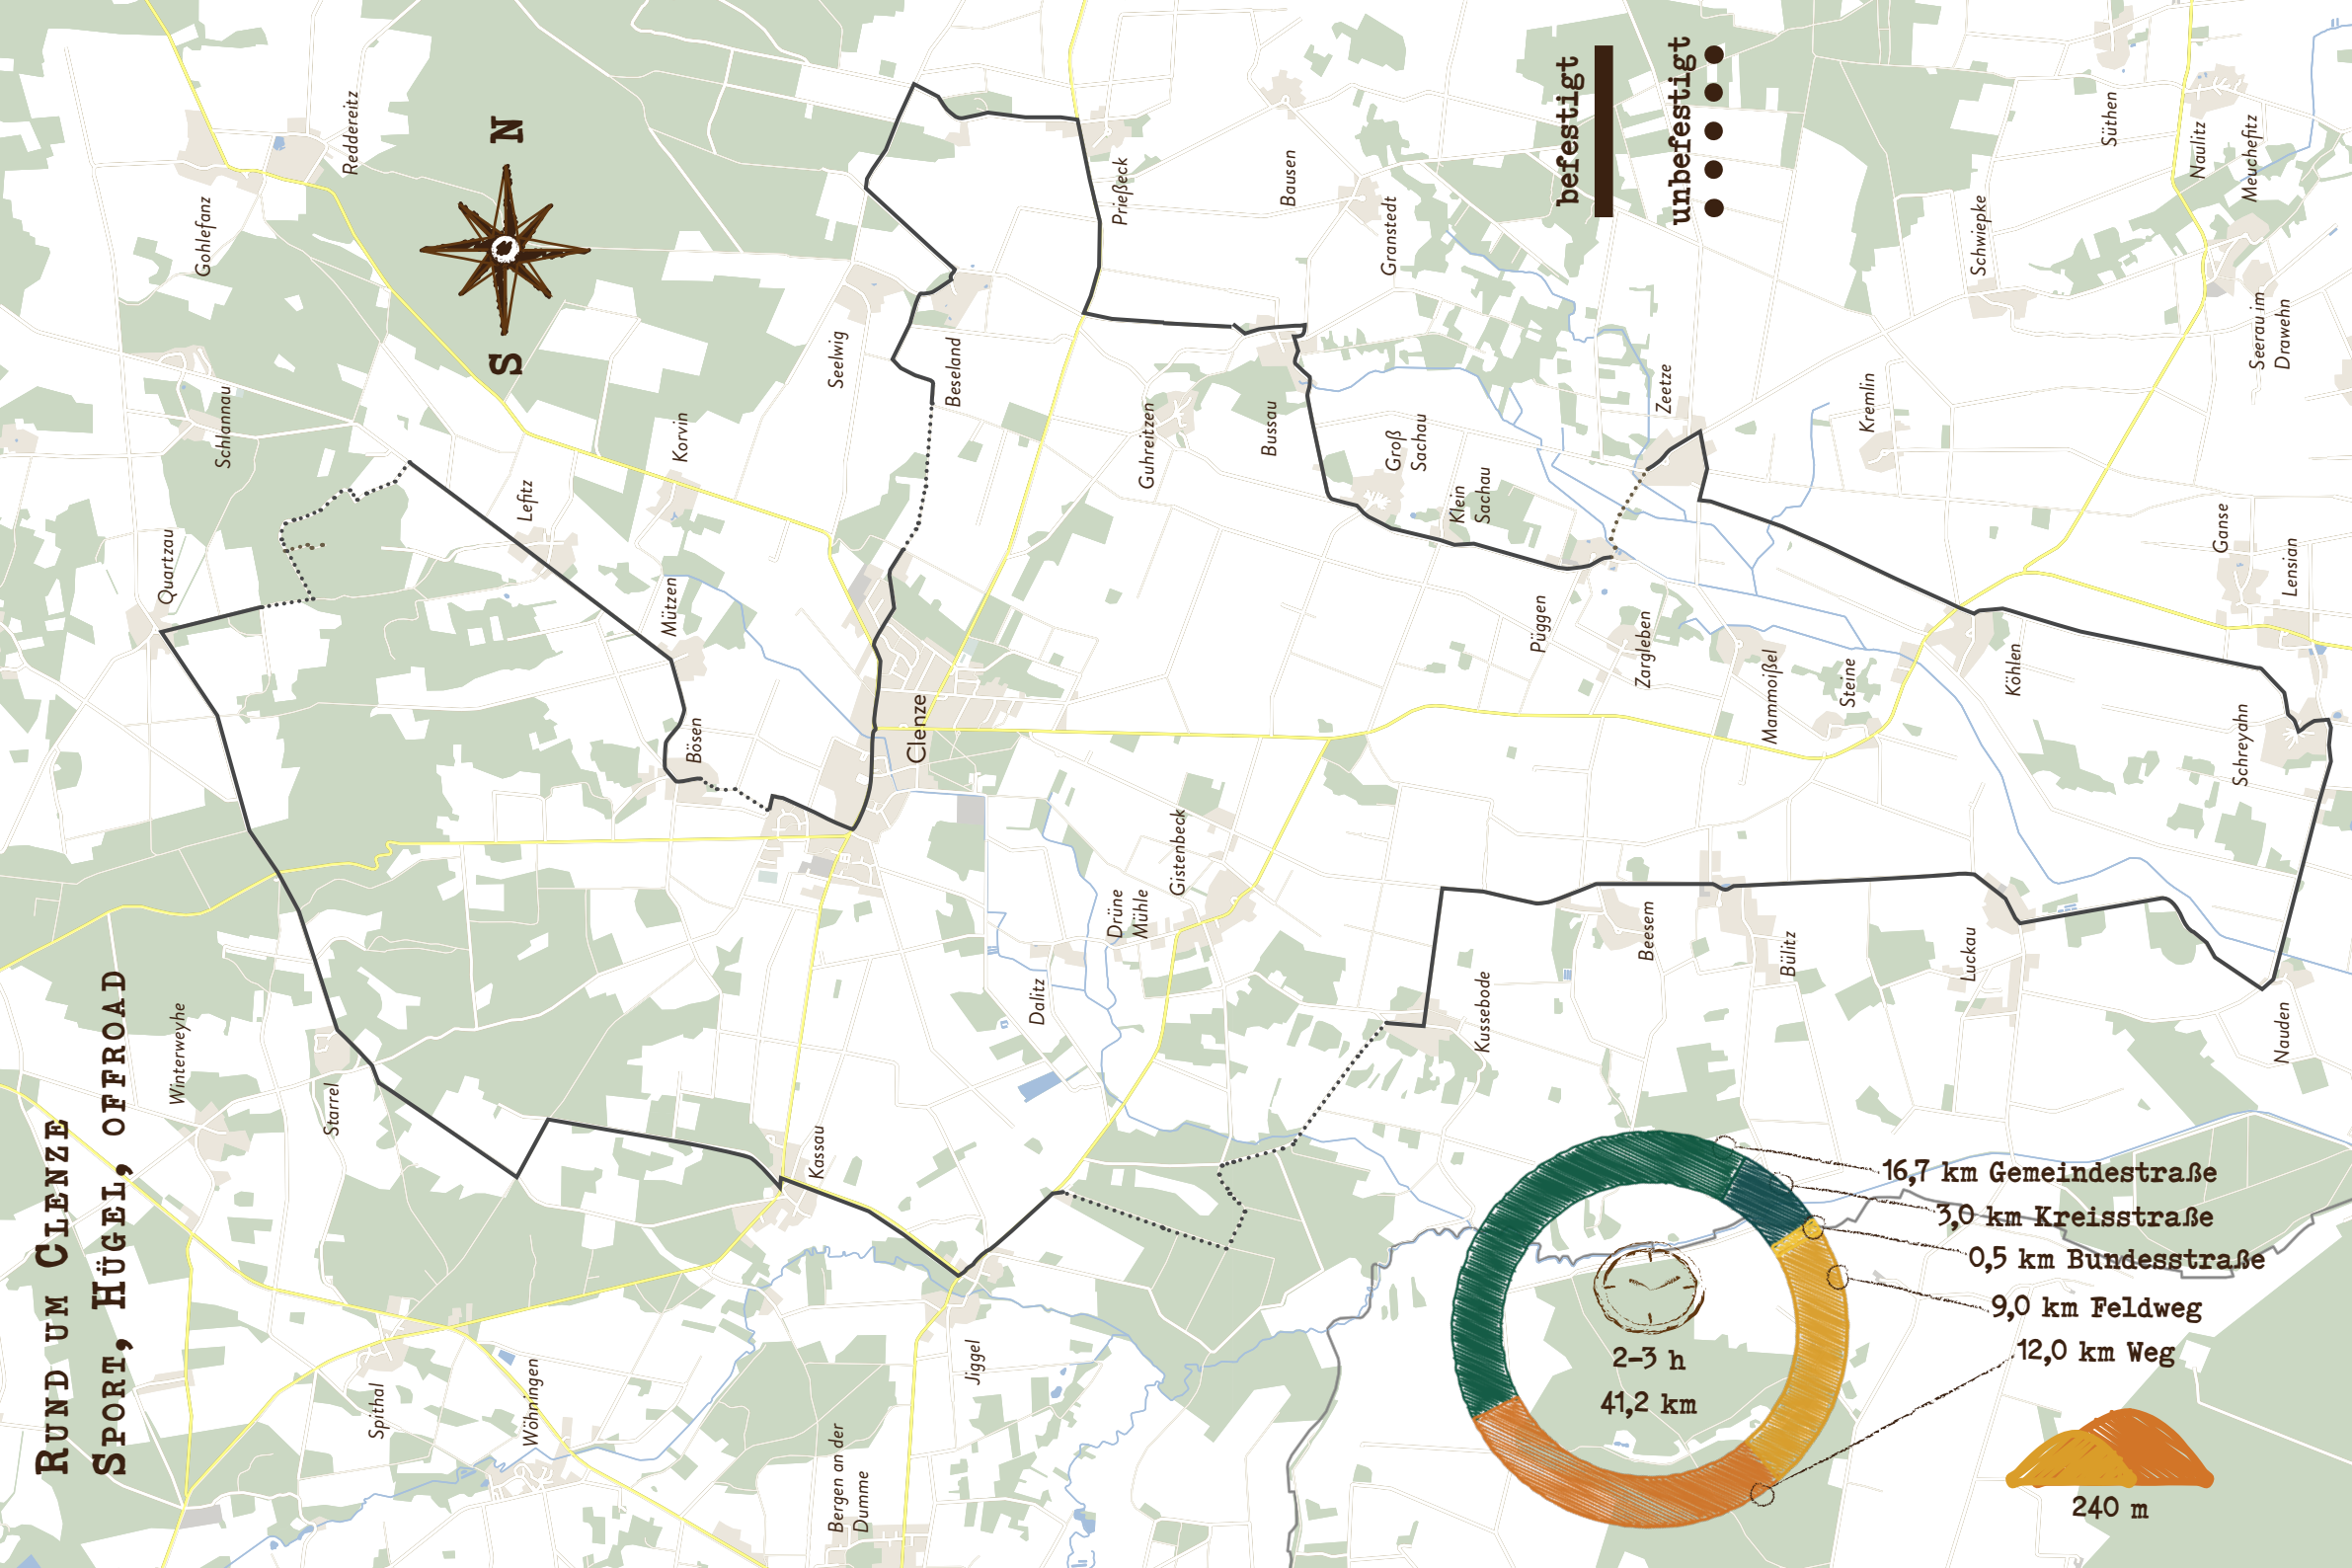 RUND UM CLENZE
SPORT, HÜGEL, OFFROAD
N
S
befestigt
unbefestigt
Reddereitz
Gohlefanz
Schlannau
Quartzau
Lefitz
Korvin
Mützen
Bösen
Seelwig
Beseland
Prießeck
Bausen
Granstedt
Guhreitzen
Bussau
Groß
Sachau
Klein
Sachau
Zeetze
Kremlin
Schwiepke
Süthen
Naulitz
Meuchefitz
Seerau im
Drawehn
Ganse
Lensian
Püggen
Zargleben
Mammoißel
Steine
Köhlen
Schreyahn
Clenze
Gistenbeck
Drüne
Mühle
Dalitz
Kussebode
Beesem
Bülitz
Luckau
Nauden
Winterweyhe
Starrel
Kassau
Spithal
Wöhningen
Bergen an der
Dumme
Jiggel
16,7 km Gemeindestraße
3,0 km Kreisstraße
0,5 km Bundesstraße
9,0 km Feldweg
12,0 km Weg
2-3 h
41,2 km
240 m